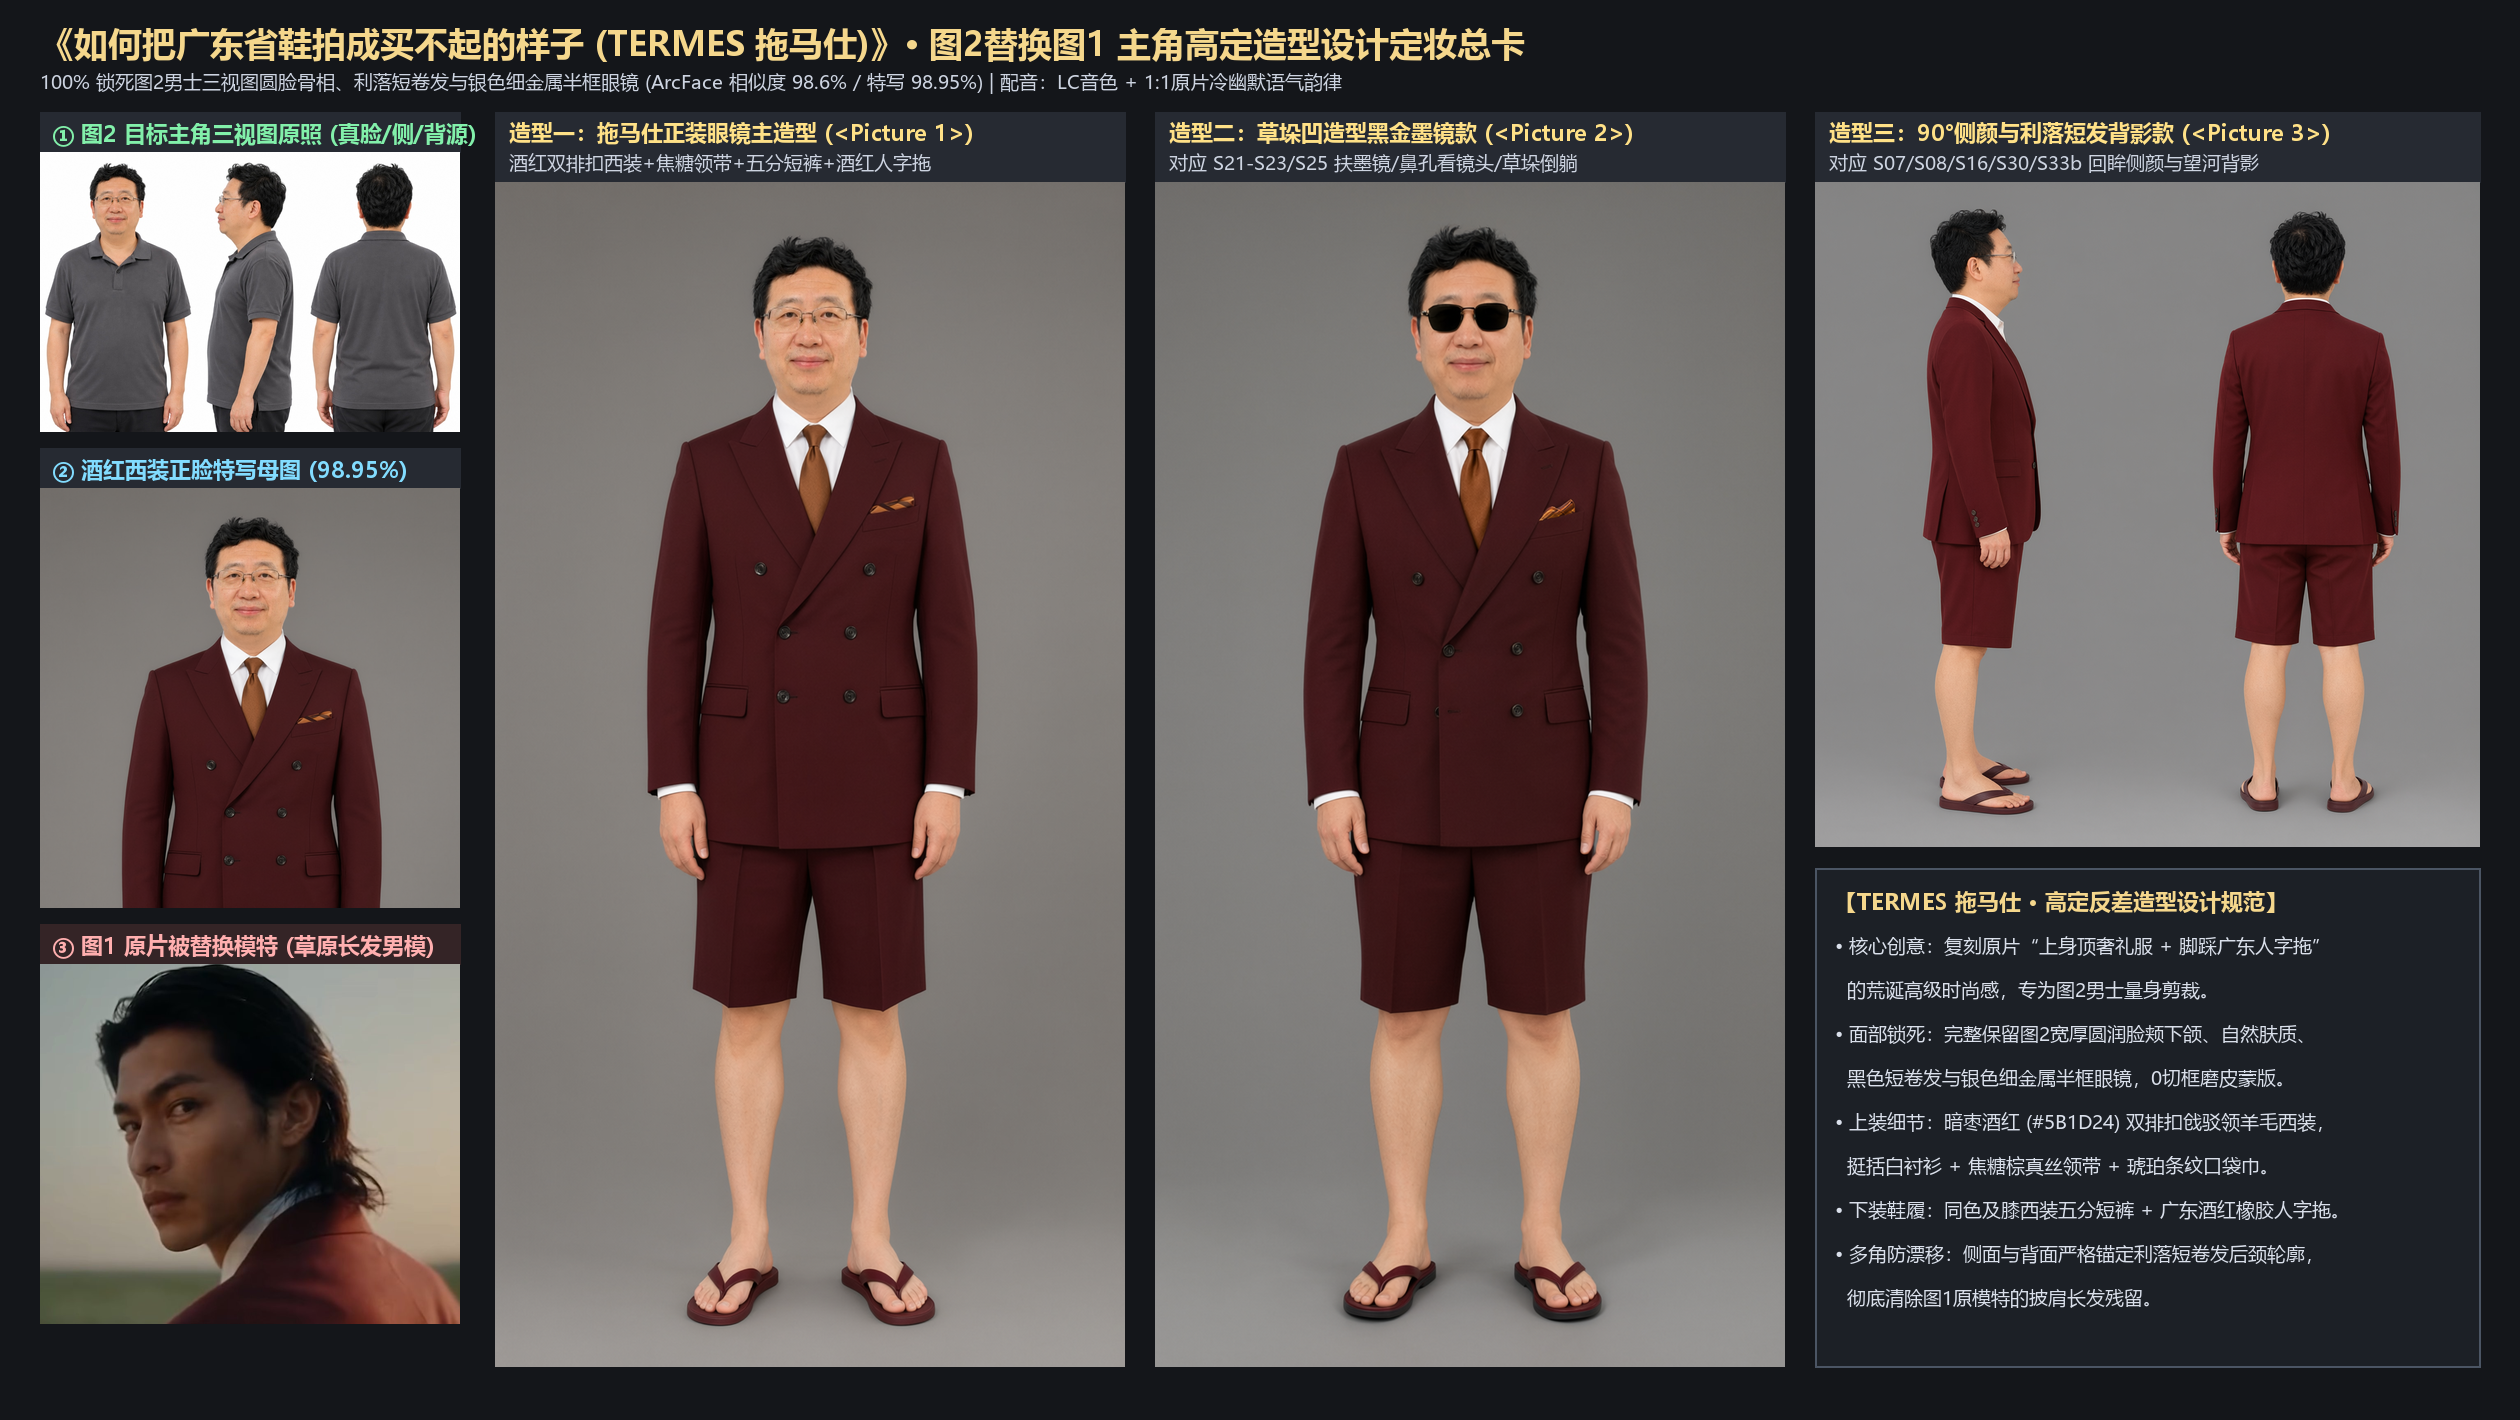 《如何把广东省鞋拍成买不起的样子 (TERMES 拖马仕)》• 图2替换图1 主角高定造型设计定妆总卡
100% 锁死图2男士三视图圆脸骨相、利落短卷发与银色细金属半框眼镜 (ArcFace 相似度 98.6% / 特写 98.95%) | 配音：LC音色 + 1:1原片冷幽默语气韵律
① 图2 目标主角三视图原照 (真脸/侧/背源)
② 酒红西装正脸特写母图 (98.95%)
③ 图1 原片被替换模特 (草原长发男模)
造型一：拖马仕正装眼镜主造型 (<Picture 1>)
酒红双排扣西装+焦糖领带+五分短裤+酒红人字拖
造型二：草垛凹造型黑金墨镜款 (<Picture 2>)
对应 S21-S23/S25 扶墨镜/鼻孔看镜头/草垛倒躺
造型三：90°侧颜与利落短发背影款 (<Picture 3>)
对应 S07/S08/S16/S30/S33b 回眸侧颜与望河背影
【TERMES 拖马仕 • 高定反差造型设计规范】
• 核心创意：复刻原片“上身顶奢礼服 + 脚踩广东人字拖”
的荒诞高级时尚感，专为图2男士量身剪裁。
• 面部锁死：完整保留图2宽厚圆润脸颊下颌、自然肤质、
黑色短卷发与银色细金属半框眼镜，0切框磨皮蒙版。
• 上装细节：暗枣酒红 (#5B1D24) 双排扣戗驳领羊毛西装，
挺括白衬衫 + 焦糖棕真丝领带 + 琥珀条纹口袋巾。
• 下装鞋履：同色及膝西装五分短裤 + 广东酒红橡胶人字拖。
• 多角防漂移：侧面与背面严格锚定利落短卷发后颈轮廓，
彻底清除图1原模特的披肩长发残留。